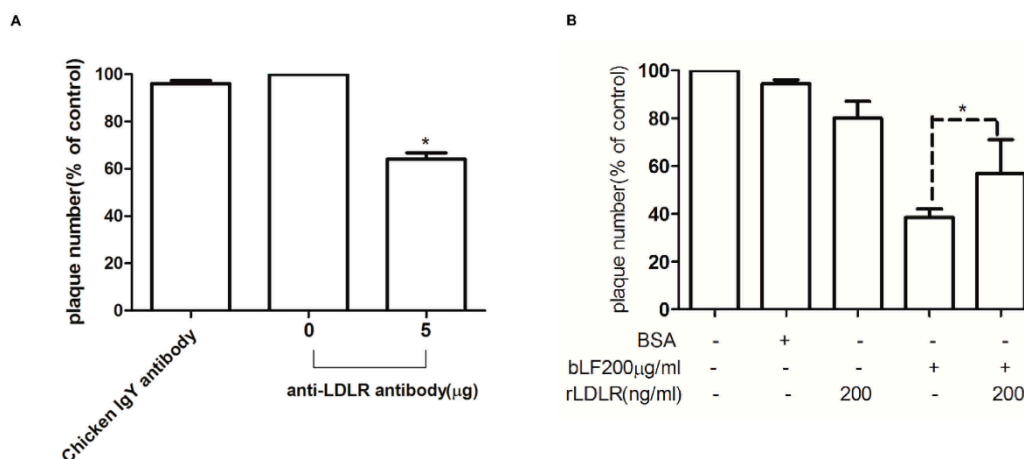 A
plaque number(% of control)
100
80
60
40
20
0
*
0
5
Chicken IgY antibody
anti-LDLR antibody(μg)
B
plaque number(% of control)
100
80
60
40
20
0
*
BSA - + - - -
bLF200μg/ml - - - + +
rLDLR(ng/ml) - - 200 - 200